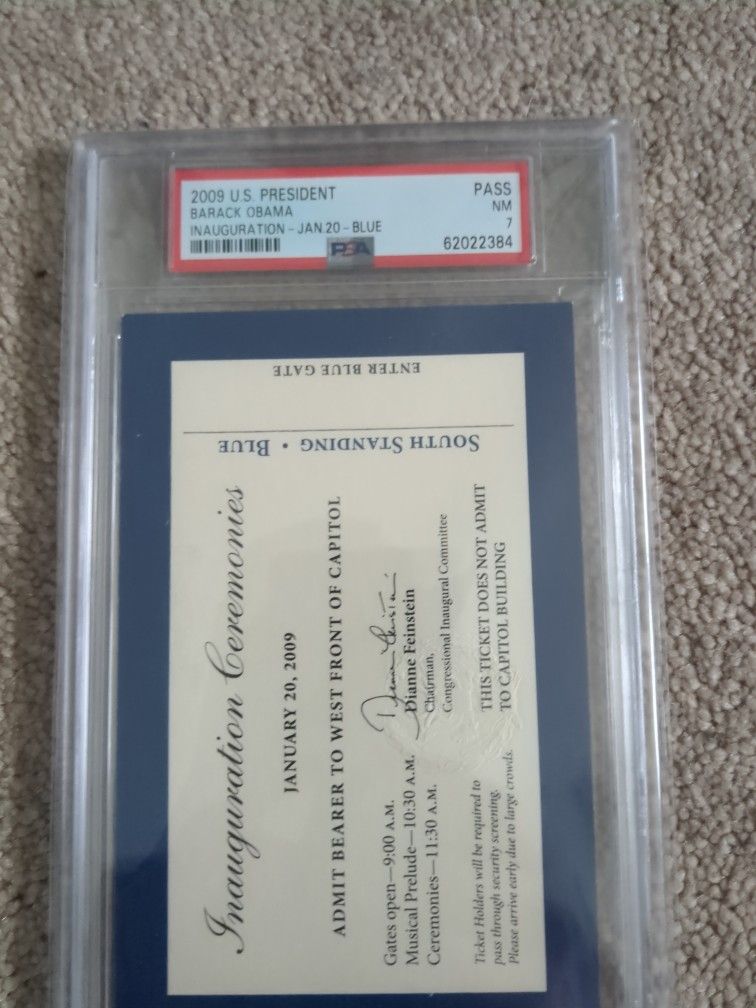 2009 U.S. PRESIDENT PASS
BARACK OBAMA NM
INAUGURATION - JAN.20 - BLUE 7
PSA 62022384
ENTER BLUE GATE
SOUTH STANDING • BLUE
Inauguration Ceremonies
JANUARY 20, 2009
ADMIT BEARER TO WEST FRONT OF CAPITOL
Gates open—9:00 A.M.
Musical Prelude—10:30 A.M.
Ceremonies—11:30 A.M.
Dianne Feinstein
Chairman,
Congressional Inaugural Committee
Ticket Holders will be required to
pass through security screening.
Please arrive early due to large crowds.
THIS TICKET DOES NOT ADMIT
TO CAPITOL BUILDING